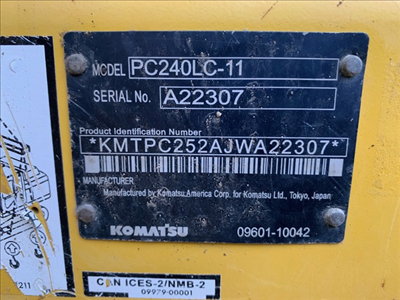 MODEL PC240LC-11
SERIAL No. A22307
Product Identification Number
*KMTPC252AJWA22307*
MANUFACTURER
Manufactured by Komatsu America Corp. for Komatsu Ltd., Tokyo, Japan
KOMATSU 09601-10042
CAN ICES-2/NMB-2
09979-00001